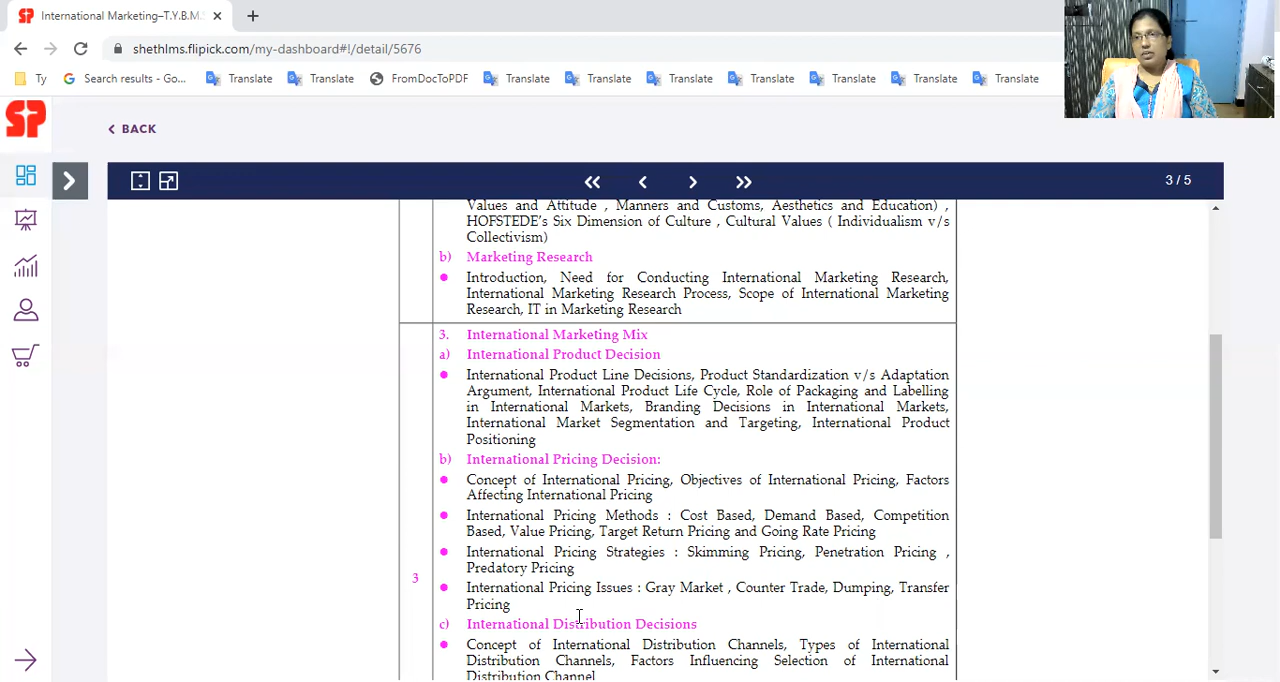 International Marketing–T.Y.B.M.S
shethlms.flipick.com/my-dashboard#!/detail/5676
Ty
Search results - Go...
Translate
Translate
FromDocToPDF
Translate
Translate
Translate
Translate
Translate
Translate
Translate
SP
BACK
3 / 5
Values and Attitude , Manners and Customs, Aesthetics and Education) ,
HOFSTEDE's Six Dimension of Culture , Cultural Values ( Individualism v/s
Collectivism)
b) Marketing Research
● Introduction, Need for Conducting International Marketing Research,
International Marketing Research Process, Scope of International Marketing
Research, IT in Marketing Research
3
3. International Marketing Mix
a) International Product Decision
● International Product Line Decisions, Product Standardization v/s Adaptation
Argument, International Product Life Cycle, Role of Packaging and Labelling
in International Markets, Branding Decisions in International Markets,
International Market Segmentation and Targeting, International Product
Positioning
b) International Pricing Decision:
● Concept of International Pricing, Objectives of International Pricing, Factors
Affecting International Pricing
● International Pricing Methods : Cost Based, Demand Based, Competition
Based, Value Pricing, Target Return Pricing and Going Rate Pricing
● International Pricing Strategies : Skimming Pricing, Penetration Pricing ,
Predatory Pricing
● International Pricing Issues : Gray Market , Counter Trade, Dumping, Transfer
Pricing
c) International Distribution Decisions
● Concept of International Distribution Channels, Types of International
Distribution Channels, Factors Influencing Selection of International
Distribution Channel